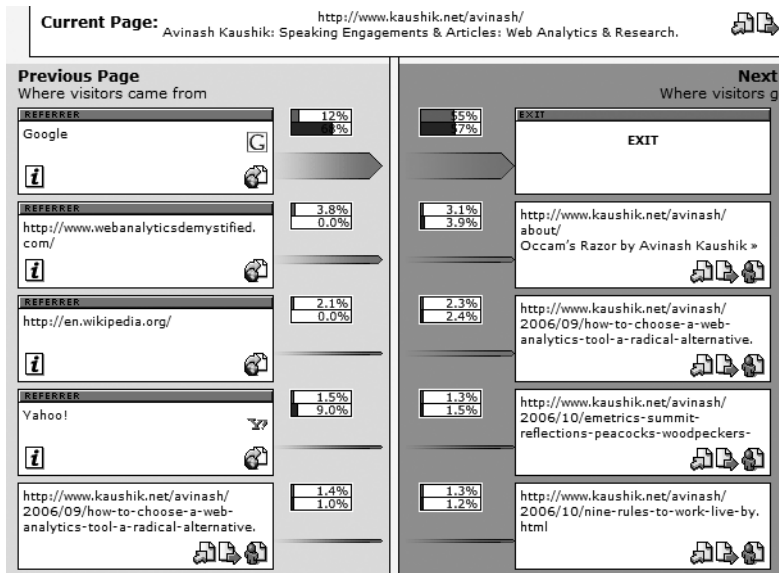 Current Page:
http://www.kaushik.net/avinash/
Avinash Kaushik: Speaking Engagements & Articles: Web Analytics & Research.
Previous Page
Where visitors came from
REFERRER
Google
G
i
12%
68%
REFERRER
http://www.webanalyticsdemystified.
com/
i
3.8%
0.0%
REFERRER
http://en.wikipedia.org/
i
2.1%
0.0%
REFERRER
Yahoo!
Y!
i
1.5%
9.0%
http://www.kaushik.net/avinash/
2006/09/how-to-choose-a-web-
analytics-tool-a-radical-alternative.
1.4%
1.0%
Next
Where visitors g
55%
57%
EXIT
EXIT
3.1%
3.9%
http://www.kaushik.net/avinash/
about/
Occam's Razor by Avinash Kaushik »
2.3%
2.4%
http://www.kaushik.net/avinash/
2006/09/how-to-choose-a-web-
analytics-tool-a-radical-alternative.
1.3%
1.5%
http://www.kaushik.net/avinash/
2006/10/emetrics-summit-
reflections-peacocks-woodpeckers-
1.3%
1.2%
http://www.kaushik.net/avinash/
2006/10/nine-rules-to-work-live-by.
html